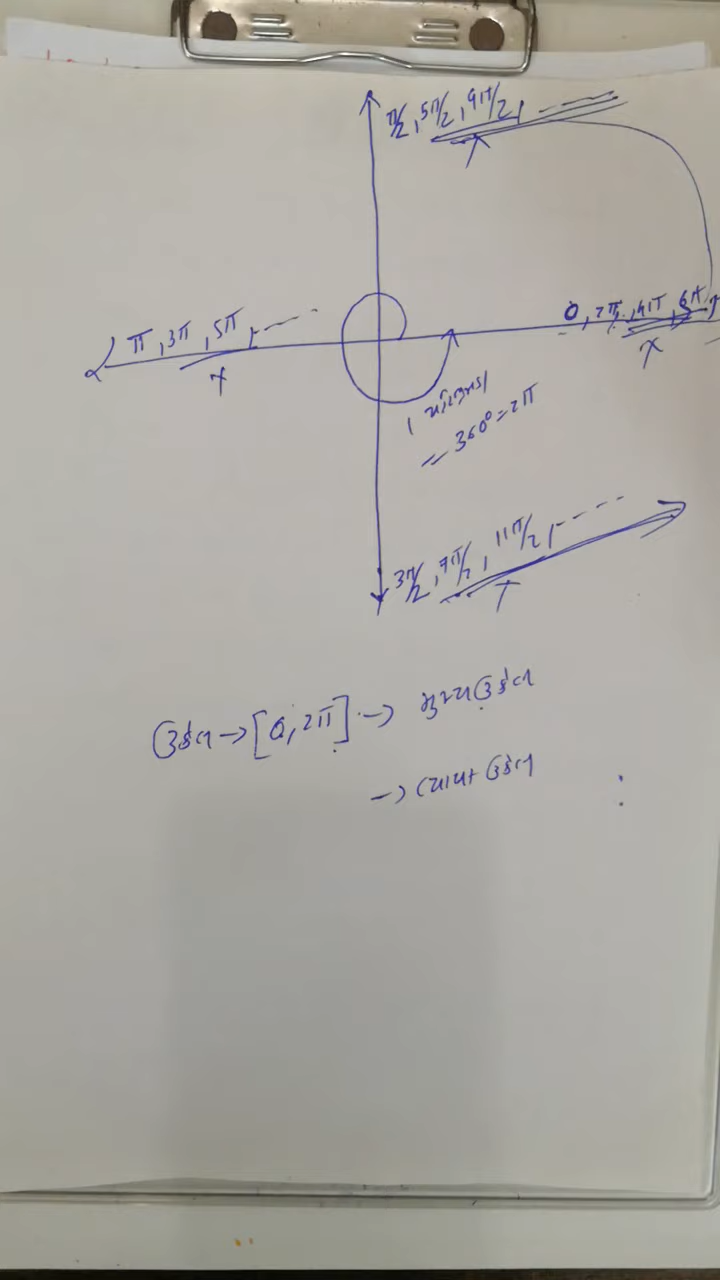 π/2, 5π/2, 9π/2, ----
0, 2π, 4π, 6π,
π, 3π, 5π, ----
1 પરિભ્રમણ
= 360° = 2π
3π/2, 7π/2, 11π/2, ----
ઉકેલ → [0, 2π] → મુખ્યઉકેલ
→ વ્યાપક ઉકેલ